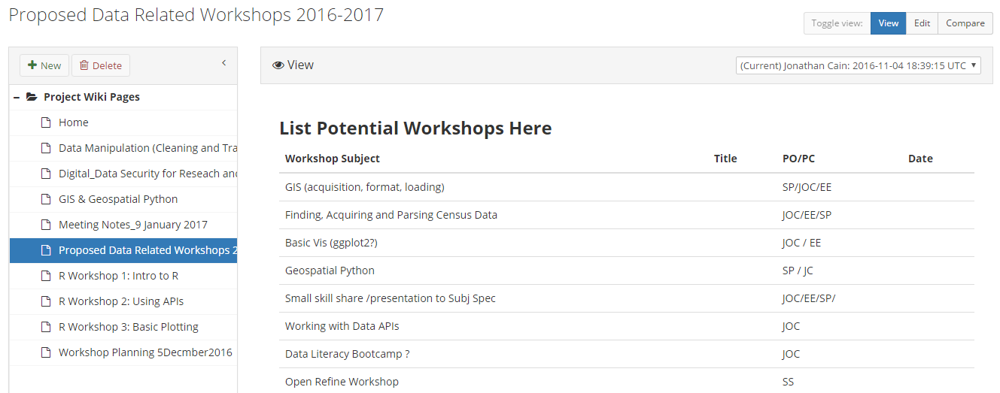 Proposed Data Related Workshops 2016-2017
Toggle view: View Edit Compare
New Delete
Project Wiki Pages
Home
Data Manipulation (Cleaning and Tra
Digital_Data Security for Reseach an
GIS & Geospatial Python
Meeting Notes_9 January 2017
Proposed Data Related Workshops 2
R Workshop 1: Intro to R
R Workshop 2: Using APIs
R Workshop 3: Basic Plotting
Workshop Planning 5Decmber2016
View
(Current) Jonathan Cain: 2016-11-04 18:39:15 UTC
List Potential Workshops Here
Workshop Subject Title PO/PC Date
GIS (acquisition, format, loading) SP/JOC/EE
Finding, Acquiring and Parsing Census Data JOC/EE/SP
Basic Vis (ggplot2?) JOC / EE
Geospatial Python SP / JC
Small skill share /presentation to Subj Spec JOC/EE/SP/
Working with Data APIs JOC
Data Literacy Bootcamp ? JOC
Open Refine Workshop SS